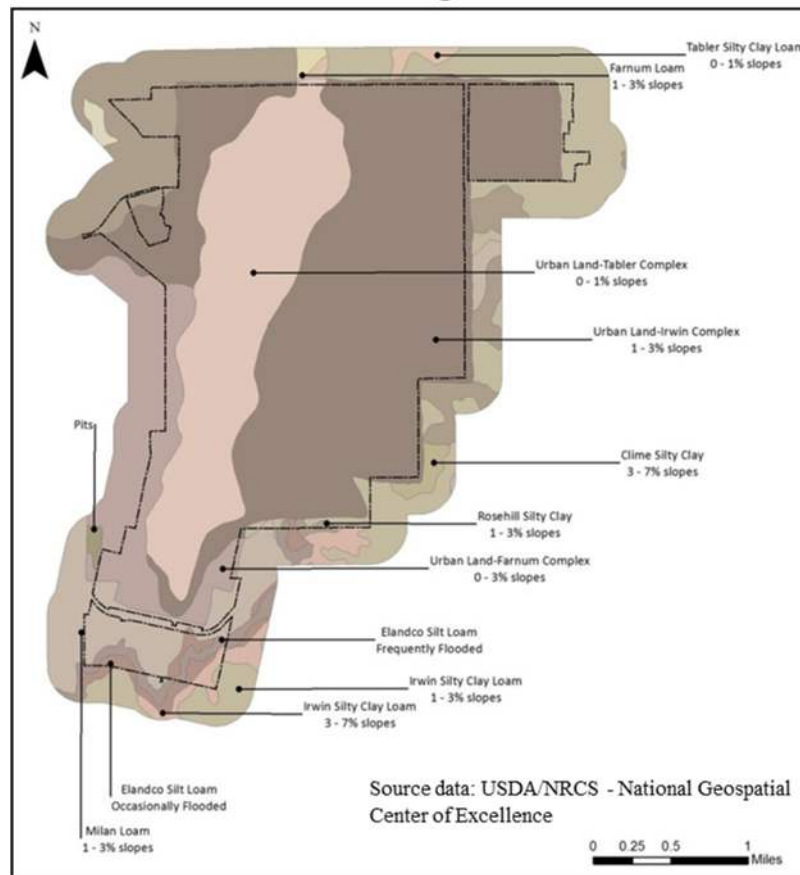 N
Tabler Silty Clay Loam
0 - 1% slopes
Farnum Loam
1 - 3% slopes
Urban Land-Tabler Complex
0 - 1% slopes
Urban Land-Irwin Complex
1 - 3% slopes
Pits
Clime Silty Clay
3 - 7% slopes
Rosehill Silty Clay
1 - 3% slopes
Urban Land-Farnum Complex
0 - 3% slopes
Elandco Silt Loam
Frequently Flooded
Irwin Silty Clay Loam
1 - 3% slopes
Irwin Silty Clay Loam
3 - 7% slopes
Elandco Silt Loam
Occasionally Flooded
Milan Loam
1 - 3% slopes
Source data: USDA/NRCS - National Geospatial
Center of Excellence
0 0.25 0.5 1
Miles